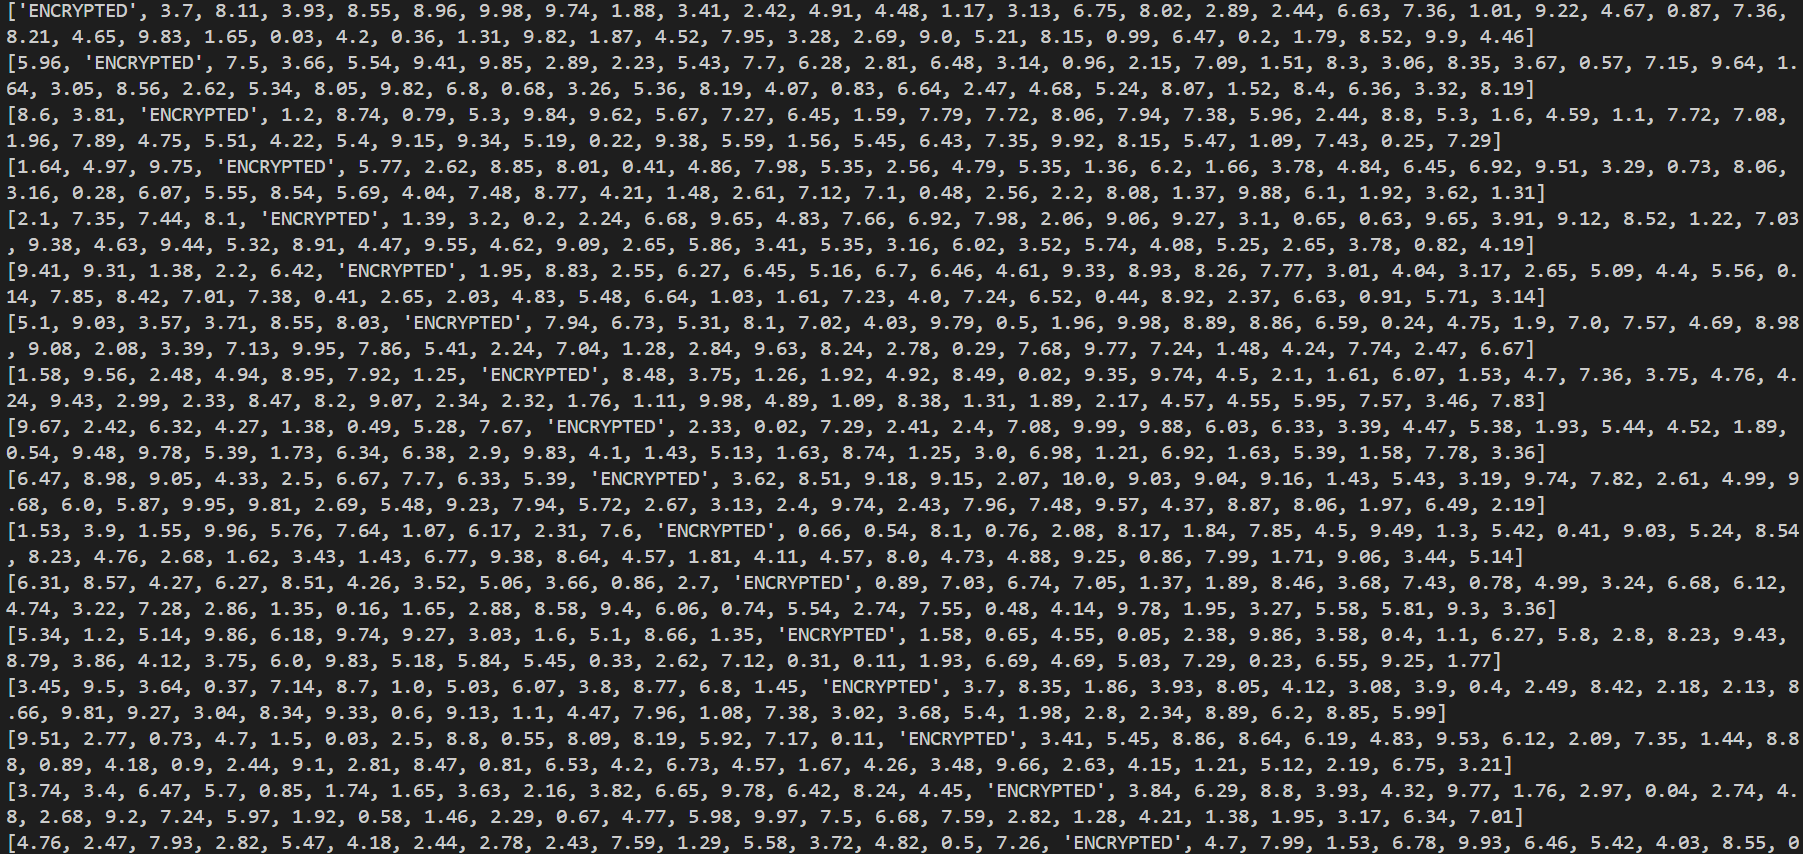 ['ENCRYPTED', 3.7, 8.11, 3.93, 8.55, 8.96, 9.98, 9.74, 1.88, 3.41, 2.42, 4.91, 4.48, 1.17, 3.13, 6.75, 8.02, 2.89, 2.44, 6.63, 7.36, 1.01, 9.22, 4.67, 0.87, 7.36,
8.21, 4.65, 9.83, 1.65, 0.03, 4.2, 0.36, 1.31, 9.82, 1.87, 4.52, 7.95, 3.28, 2.69, 9.0, 5.21, 8.15, 0.99, 6.47, 0.2, 1.79, 8.52, 9.9, 4.46]
[5.96, 'ENCRYPTED', 7.5, 3.66, 5.54, 9.41, 9.85, 2.89, 2.23, 5.43, 7.7, 6.28, 2.81, 6.48, 3.14, 0.96, 2.15, 7.09, 1.51, 8.3, 3.06, 8.35, 3.67, 0.57, 7.15, 9.64, 1.
64, 3.05, 8.56, 2.62, 5.34, 8.05, 9.82, 6.8, 0.68, 3.26, 5.36, 8.19, 4.07, 0.83, 6.64, 2.47, 4.68, 5.24, 8.07, 1.52, 8.4, 6.36, 3.32, 8.19]
[8.6, 3.81, 'ENCRYPTED', 1.2, 8.74, 0.79, 5.3, 9.84, 9.62, 5.67, 7.27, 6.45, 1.59, 7.79, 7.72, 8.06, 7.94, 7.38, 5.96, 2.44, 8.8, 5.3, 1.6, 4.59, 1.1, 7.72, 7.08,
1.96, 7.89, 4.75, 5.51, 4.22, 5.4, 9.15, 9.34, 5.19, 0.22, 9.38, 5.59, 1.56, 5.45, 6.43, 7.35, 9.92, 8.15, 5.47, 1.09, 7.43, 0.25, 7.29]
[1.64, 4.97, 9.75, 'ENCRYPTED', 5.77, 2.62, 8.85, 8.01, 0.41, 4.86, 7.98, 5.35, 2.56, 4.79, 5.35, 1.36, 6.2, 1.66, 3.78, 4.84, 6.45, 6.92, 9.51, 3.29, 0.73, 8.06,
3.16, 0.28, 6.07, 5.55, 8.54, 5.69, 4.04, 7.48, 8.77, 4.21, 1.48, 2.61, 7.12, 7.1, 0.48, 2.56, 2.2, 8.08, 1.37, 9.88, 6.1, 1.92, 3.62, 1.31]
[2.1, 7.35, 7.44, 8.1, 'ENCRYPTED', 1.39, 3.2, 0.2, 2.24, 6.68, 9.65, 4.83, 7.66, 6.92, 7.98, 2.06, 9.06, 9.27, 3.1, 0.65, 0.63, 9.65, 3.91, 9.12, 8.52, 1.22, 7.03
, 9.38, 4.63, 9.44, 5.32, 8.91, 4.47, 9.55, 4.62, 9.09, 2.65, 5.86, 3.41, 5.35, 3.16, 6.02, 3.52, 5.74, 4.08, 5.25, 2.65, 3.78, 0.82, 4.19]
[9.41, 9.31, 1.38, 2.2, 6.42, 'ENCRYPTED', 1.95, 8.83, 2.55, 6.27, 6.45, 5.16, 6.7, 6.46, 4.61, 9.33, 8.93, 8.26, 7.77, 3.01, 4.04, 3.17, 2.65, 5.09, 4.4, 5.56, 0.
14, 7.85, 8.42, 7.01, 7.38, 0.41, 2.65, 2.03, 4.83, 5.48, 6.64, 1.03, 1.61, 7.23, 4.0, 7.24, 6.52, 0.44, 8.92, 2.37, 6.63, 0.91, 5.71, 3.14]
[5.1, 9.03, 3.57, 3.71, 8.55, 8.03, 'ENCRYPTED', 7.94, 6.73, 5.31, 8.1, 7.02, 4.03, 9.79, 0.5, 1.96, 9.98, 8.89, 8.86, 6.59, 0.24, 4.75, 1.9, 7.0, 7.57, 4.69, 8.98
, 9.08, 2.08, 3.39, 7.13, 9.95, 7.86, 5.41, 2.24, 7.04, 1.28, 2.84, 9.63, 8.24, 2.78, 0.29, 7.68, 9.77, 7.24, 1.48, 4.24, 7.74, 2.47, 6.67]
[1.58, 9.56, 2.48, 4.94, 8.95, 7.92, 1.25, 'ENCRYPTED', 8.48, 3.75, 1.26, 1.92, 4.92, 8.49, 0.02, 9.35, 9.74, 4.5, 2.1, 1.61, 6.07, 1.53, 4.7, 7.36, 3.75, 4.76, 4.
24, 9.43, 2.99, 2.33, 8.47, 8.2, 9.07, 2.34, 2.32, 1.76, 1.11, 9.98, 4.89, 1.09, 8.38, 1.31, 1.89, 2.17, 4.57, 4.55, 5.95, 7.57, 3.46, 7.83]
[9.67, 2.42, 6.32, 4.27, 1.38, 0.49, 5.28, 7.67, 'ENCRYPTED', 2.33, 0.02, 7.29, 2.41, 2.4, 7.08, 9.99, 9.88, 6.03, 6.33, 3.39, 4.47, 5.38, 1.93, 5.44, 4.52, 1.89,
0.54, 9.48, 9.78, 5.39, 1.73, 6.34, 6.38, 2.9, 9.83, 4.1, 1.43, 5.13, 1.63, 8.74, 1.25, 3.0, 6.98, 1.21, 6.92, 1.63, 5.39, 1.58, 7.78, 3.36]
[6.47, 8.98, 9.05, 4.33, 2.5, 6.67, 7.7, 6.33, 5.39, 'ENCRYPTED', 3.62, 8.51, 9.18, 9.15, 2.07, 10.0, 9.03, 9.04, 9.16, 1.43, 5.43, 3.19, 9.74, 7.82, 2.61, 4.99, 9
.68, 6.0, 5.87, 9.95, 9.81, 2.69, 5.48, 9.23, 7.94, 5.72, 2.67, 3.13, 2.4, 9.74, 2.43, 7.96, 7.48, 9.57, 4.37, 8.87, 8.06, 1.97, 6.49, 2.19]
[1.53, 3.9, 1.55, 9.96, 5.76, 7.64, 1.07, 6.17, 2.31, 7.6, 'ENCRYPTED', 0.66, 0.54, 8.1, 0.76, 2.08, 8.17, 1.84, 7.85, 4.5, 9.49, 1.3, 5.42, 0.41, 9.03, 5.24, 8.54
, 8.23, 4.76, 2.68, 1.62, 3.43, 1.43, 6.77, 9.38, 8.64, 4.57, 1.81, 4.11, 4.57, 8.0, 4.73, 4.88, 9.25, 0.86, 7.99, 1.71, 9.06, 3.44, 5.14]
[6.31, 8.57, 4.27, 6.27, 8.51, 4.26, 3.52, 5.06, 3.66, 0.86, 2.7, 'ENCRYPTED', 0.89, 7.03, 6.74, 7.05, 1.37, 1.89, 8.46, 3.68, 7.43, 0.78, 4.99, 3.24, 6.68, 6.12,
4.74, 3.22, 7.28, 2.86, 1.35, 0.16, 1.65, 2.88, 8.58, 9.4, 6.06, 0.74, 5.54, 2.74, 7.55, 0.48, 4.14, 9.78, 1.95, 3.27, 5.58, 5.81, 9.3, 3.36]
[5.34, 1.2, 5.14, 9.86, 6.18, 9.74, 9.27, 3.03, 1.6, 5.1, 8.66, 1.35, 'ENCRYPTED', 1.58, 0.65, 4.55, 0.05, 2.38, 9.86, 3.58, 0.4, 1.1, 6.27, 5.8, 2.8, 8.23, 9.43,
8.79, 3.86, 4.12, 3.75, 6.0, 9.83, 5.18, 5.84, 5.45, 0.33, 2.62, 7.12, 0.31, 0.11, 1.93, 6.69, 4.69, 5.03, 7.29, 0.23, 6.55, 9.25, 1.77]
[3.45, 9.5, 3.64, 0.37, 7.14, 8.7, 1.0, 5.03, 6.07, 3.8, 8.77, 6.8, 1.45, 'ENCRYPTED', 3.7, 8.35, 1.86, 3.93, 8.05, 4.12, 3.08, 3.9, 0.4, 2.49, 8.42, 2.18, 2.13, 8
.66, 9.81, 9.27, 3.04, 8.34, 9.33, 0.6, 9.13, 1.1, 4.47, 7.96, 1.08, 7.38, 3.02, 3.68, 5.4, 1.98, 2.8, 2.34, 8.89, 6.2, 8.85, 5.99]
[9.51, 2.77, 0.73, 4.7, 1.5, 0.03, 2.5, 8.8, 0.55, 8.09, 8.19, 5.92, 7.17, 0.11, 'ENCRYPTED', 3.41, 5.45, 8.86, 8.64, 6.19, 4.83, 9.53, 6.12, 2.09, 7.35, 1.44, 8.8
8, 0.89, 4.18, 0.9, 2.44, 9.1, 2.81, 8.47, 0.81, 6.53, 4.2, 6.73, 4.57, 1.67, 4.26, 3.48, 9.66, 2.63, 4.15, 1.21, 5.12, 2.19, 6.75, 3.21]
[3.74, 3.4, 6.47, 5.7, 0.85, 1.74, 1.65, 3.63, 2.16, 3.82, 6.65, 9.78, 6.42, 8.24, 4.45, 'ENCRYPTED', 3.84, 6.29, 8.8, 3.93, 4.32, 9.77, 1.76, 2.97, 0.04, 2.74, 4.
8, 2.68, 9.2, 7.24, 5.97, 1.92, 0.58, 1.46, 2.29, 0.67, 4.77, 5.98, 9.97, 7.5, 6.68, 7.59, 2.82, 1.28, 4.21, 1.38, 1.95, 3.17, 6.34, 7.01]
[4.76, 2.47, 7.93, 2.82, 5.47, 4.18, 2.44, 2.78, 2.43, 7.59, 1.29, 5.58, 3.72, 4.82, 0.5, 7.26, 'ENCRYPTED', 4.7, 7.99, 1.53, 6.78, 9.93, 6.46, 5.42, 4.03, 8.55, 0